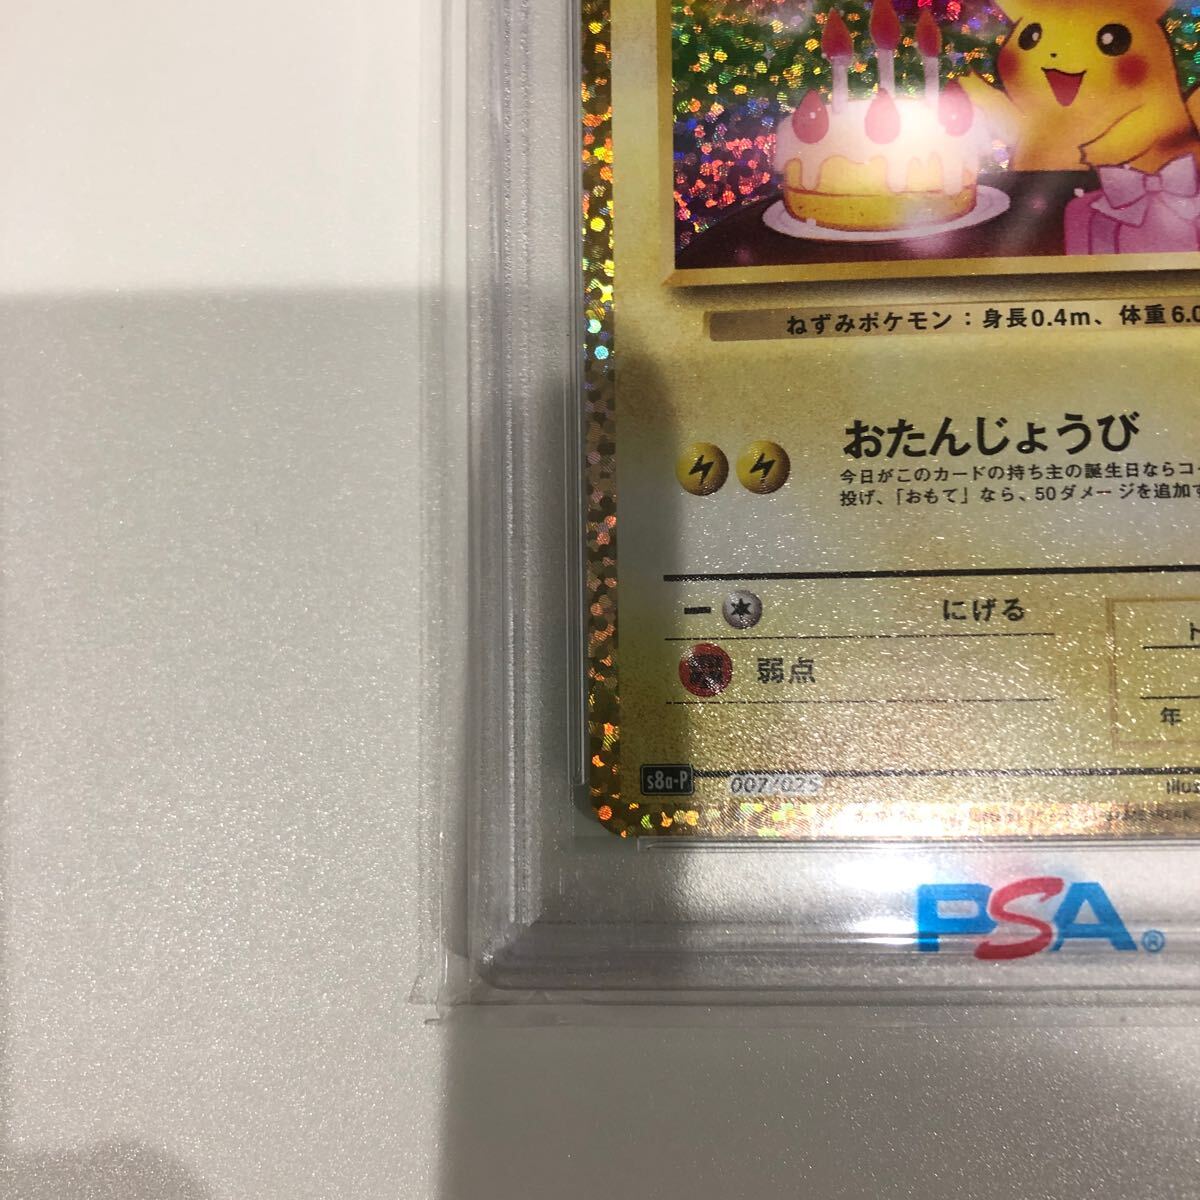 ねずみポケモン：身長0.4m、体重6.0
おたんじょうび
今日がこのカードの持ち主の誕生日ならコイ
投げ、「おもて」なら、50ダメージを追加す
にげる
弱点
年
s8a-P 007/025 Illus
PSA®